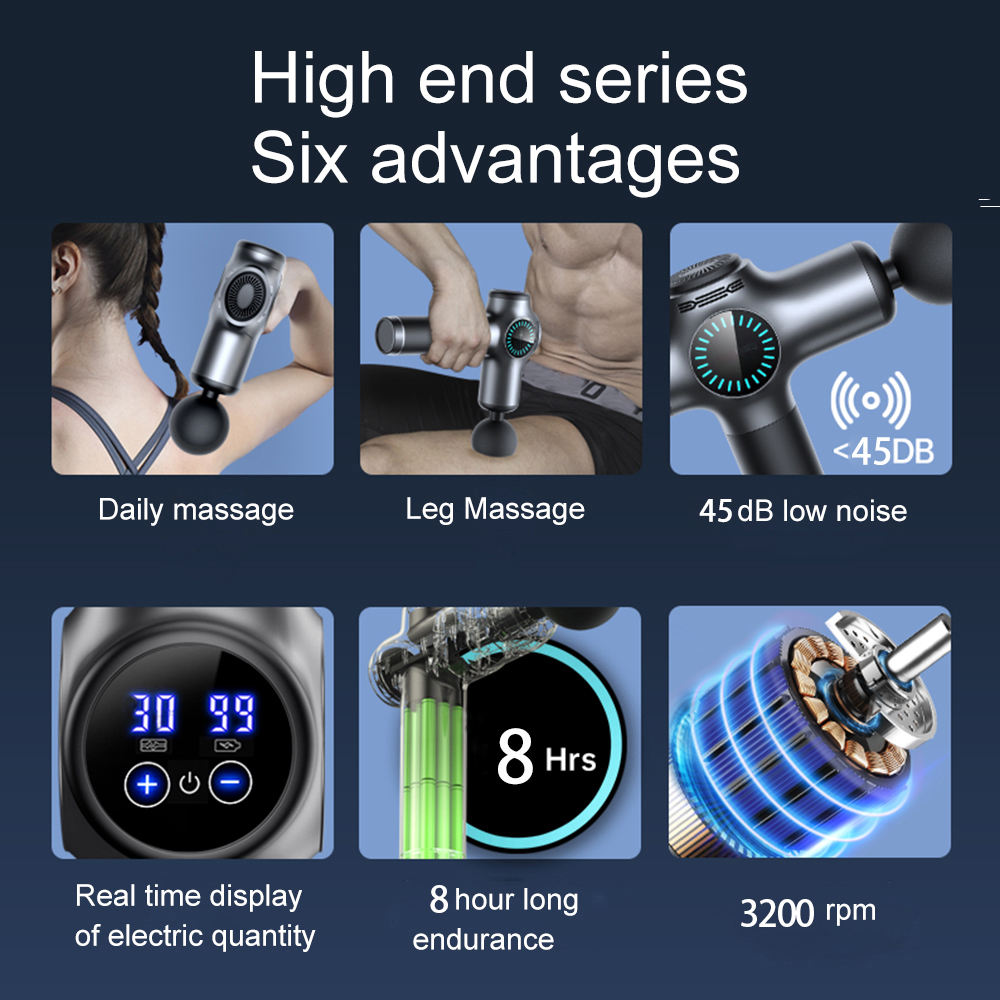 High end series
Six advantages
<45DB
Daily massage
Leg Massage
45 dB low noise
30 99
8 Hrs
Real time display
of electric quantity
8 hour long
endurance
3200 rpm